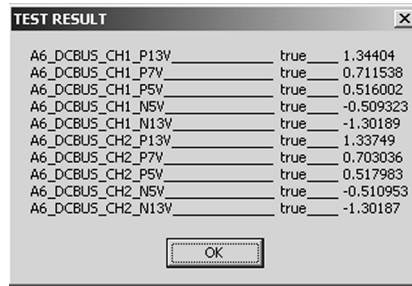 TEST RESULT
A6_DCBUS_CH1_P13V____________ true____ 1.34404
A6_DCBUS_CH1_P7V_____________ true____ 0.711538
A6_DCBUS_CH1_P5V_____________ true____ 0.516002
A6_DCBUS_CH1_N5V_____________ true____ -0.509323
A6_DCBUS_CH1_N13V____________ true____ -1.30189
A6_DCBUS_CH2_P13V____________ true____ 1.33749
A6_DCBUS_CH2_P7V_____________ true____ 0.703036
A6_DCBUS_CH2_P5V_____________ true____ 0.517983
A6_DCBUS_CH2_N5V_____________ true____ -0.510953
A6_DCBUS_CH2_N13V____________ true____ -1.30187
OK